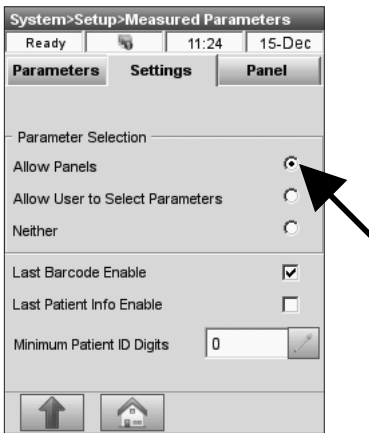 System>Setup>Measured Parameters
Ready 11:24 15-Dec
Parameters Settings Panel
Parameter Selection
Allow Panels
Allow User to Select Parameters
Neither
Last Barcode Enable
Last Patient Info Enable
Minimum Patient ID Digits 0